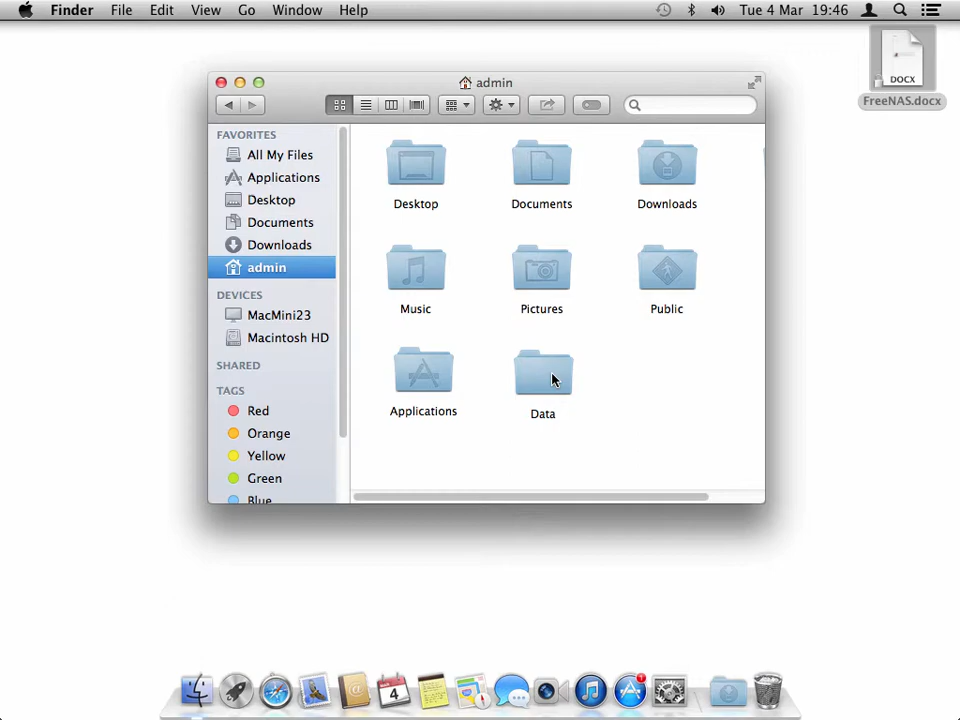 Finder File Edit View Go Window Help Tue 4 Mar 19:46
DOCX
FreeNAS.docx
admin
FAVORITES
All My Files
Applications
Desktop
Documents
Downloads
admin
DEVICES
MacMini23
Macintosh HD
SHARED
TAGS
Red
Orange
Yellow
Green
Blue
Desktop Documents Downloads
Music Pictures Public
Applications Data
4
1